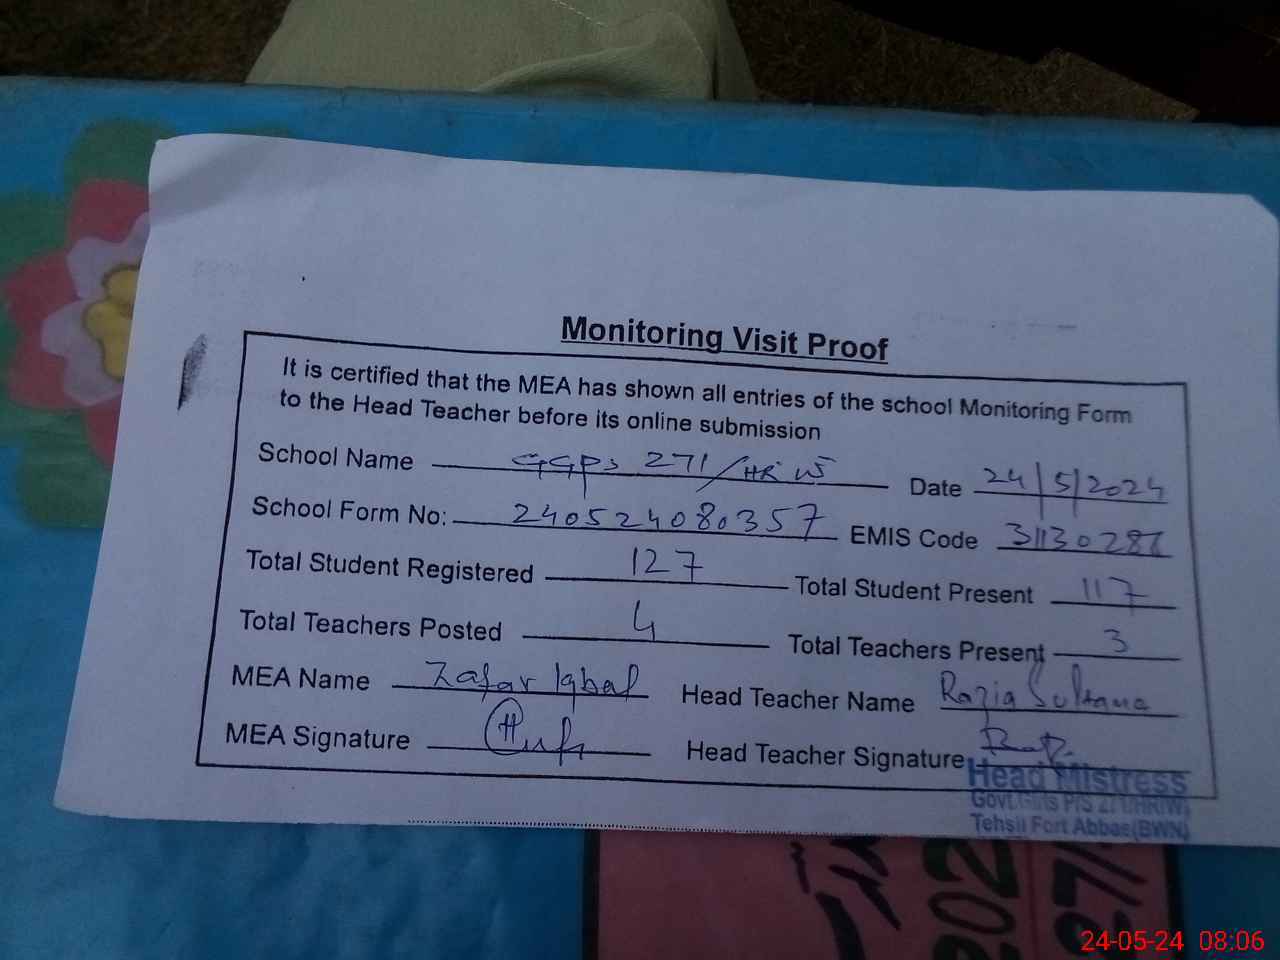 Monitoring Visit Proof
It is certified that the MEA has shown all entries of the school Monitoring Form
to the Head Teacher before its online submission
School Name GGPS 271/HR W Date 24/5/2024
School Form No: 240524080357 EMIS Code
Total Student Registered 127 Total Student Present 117
Total Teachers Posted 4 Total Teachers Present 3
MEA Name Zafar Iqbal Head Teacher Name Razia Sultana
MEA Signature Head Teacher Signature
Head Mistress
Govt. Girls P/S 271/HR(W)
Tehsil Fort Abbas(BWN)
202
271/
24-05-24 08:06